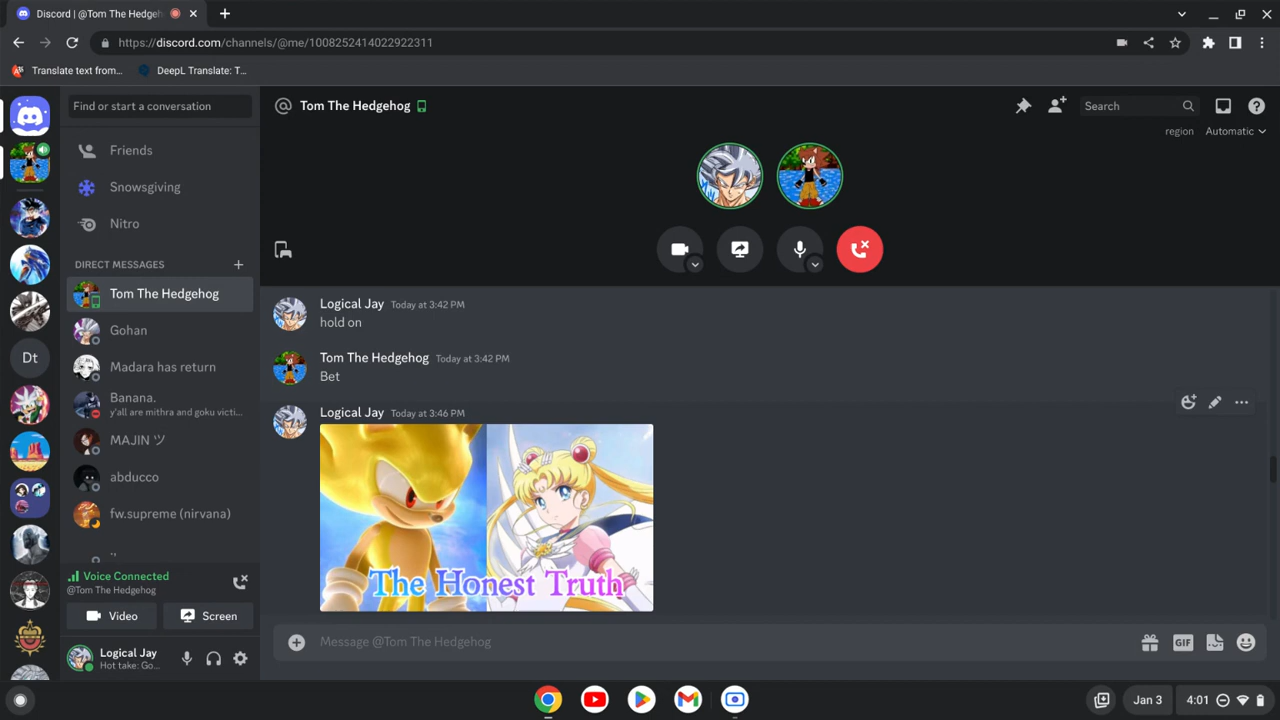 Discord | @Tom The Hedgeh
https://discord.com/channels/@me/1008252414022922311
Translate text from...
DeepL Translate: T...
Find or start a conversation
Friends
Snowsgiving
Nitro
DIRECT MESSAGES
Tom The Hedgehog
Gohan
Madara has return
Banana.
y'all are mithra and goku victi...
MAJIN ツ
abducco
fw.supreme (nirvana)
.,
Voice Connected
@Tom The Hedgehog
Video
Screen
Logical Jay
Hot take: Go...
Dt
Tom The Hedgehog
Search
region
Automatic
Logical Jay Today at 3:42 PM
hold on
Tom The Hedgehog Today at 3:42 PM
Bet
Logical Jay Today at 3:46 PM
The Honest Truth
Message @Tom The Hedgehog
GIF
Jan 3
4:01